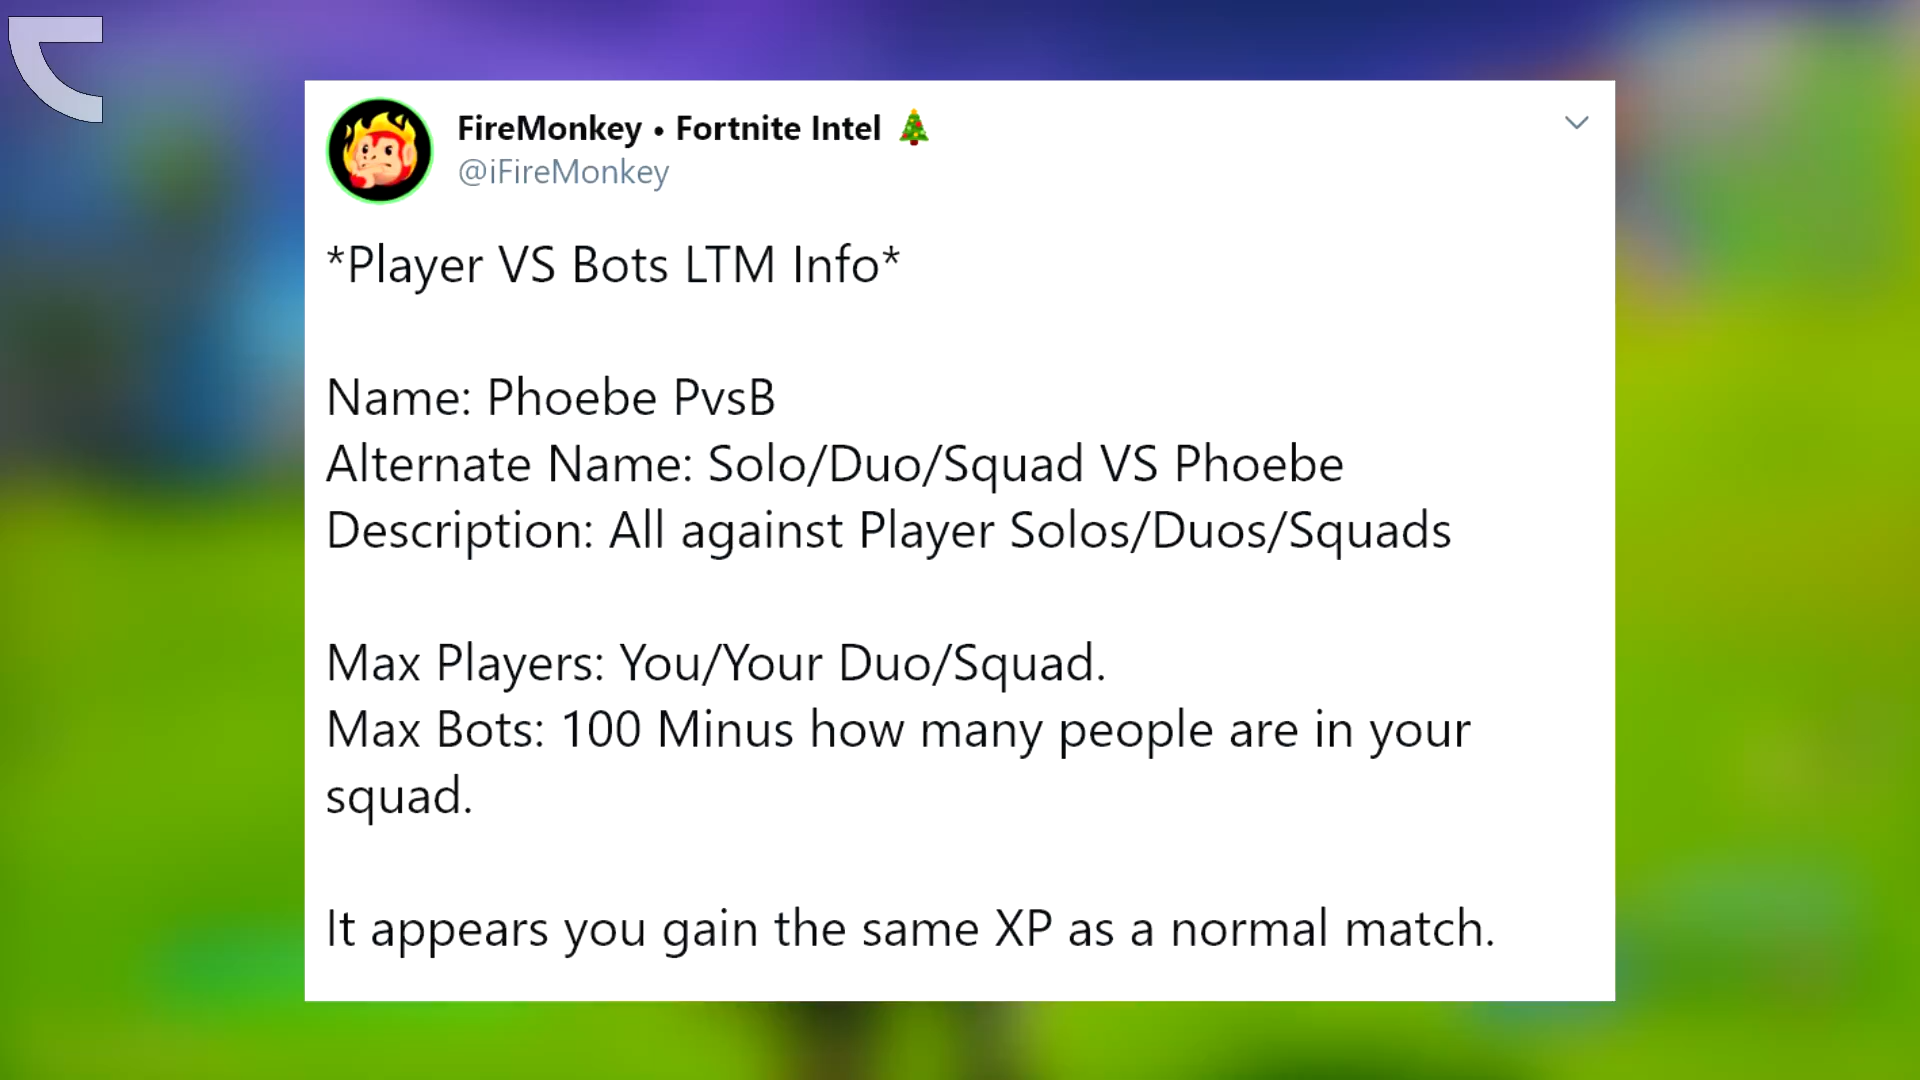 FireMonkey • Fortnite Intel 🎄
@iFireMonkey
*Player VS Bots LTM Info*
Name: Phoebe PvsB
Alternate Name: Solo/Duo/Squad VS Phoebe
Description: All against Player Solos/Duos/Squads
Max Players: You/Your Duo/Squad.
Max Bots: 100 Minus how many people are in your
squad.
It appears you gain the same XP as a normal match.